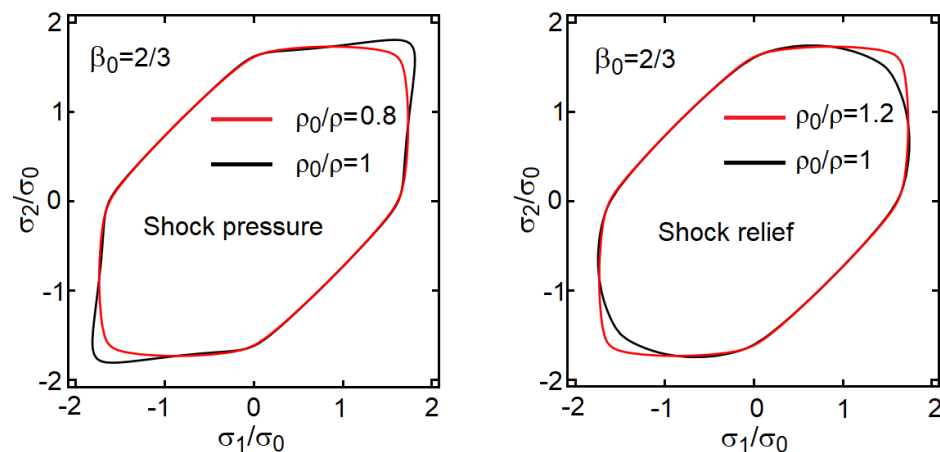 2
1
0
-1
-2
σ2/σ0
β0=2/3
ρ0/ρ=0.8
ρ0/ρ=1
Shock pressure
-2 -1 0 1 2
σ1/σ0
2
1
0
-1
-2
σ2/σ0
β0=2/3
ρ0/ρ=1.2
ρ0/ρ=1
Shock relief
-2 -1 0 1 2
σ1/σ0